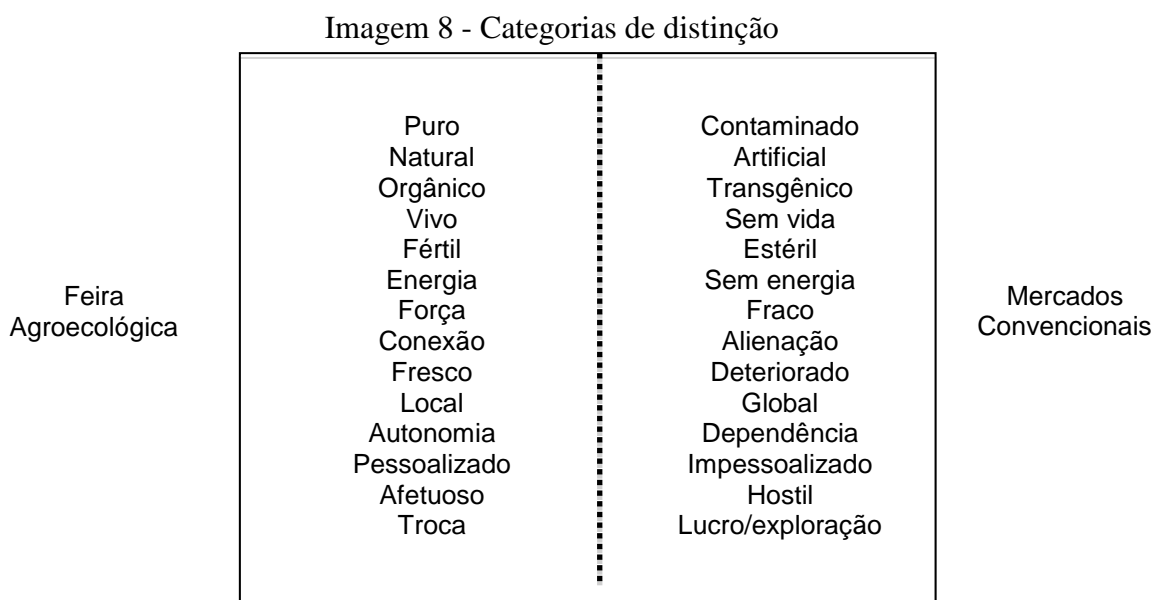 Imagem 8 - Categorias de distinção
Feira
Agroecológica
Puro
Natural
Orgânico
Vivo
Fértil
Energia
Força
Conexão
Fresco
Local
Autonomia
Pessoalizado
Afetuoso
Troca
Contaminado
Artificial
Transgênico
Sem vida
Estéril
Sem energia
Fraco
Alienação
Deteriorado
Global
Dependência
Impessoalizado
Hostil
Lucro/exploração
Mercados
Convencionais